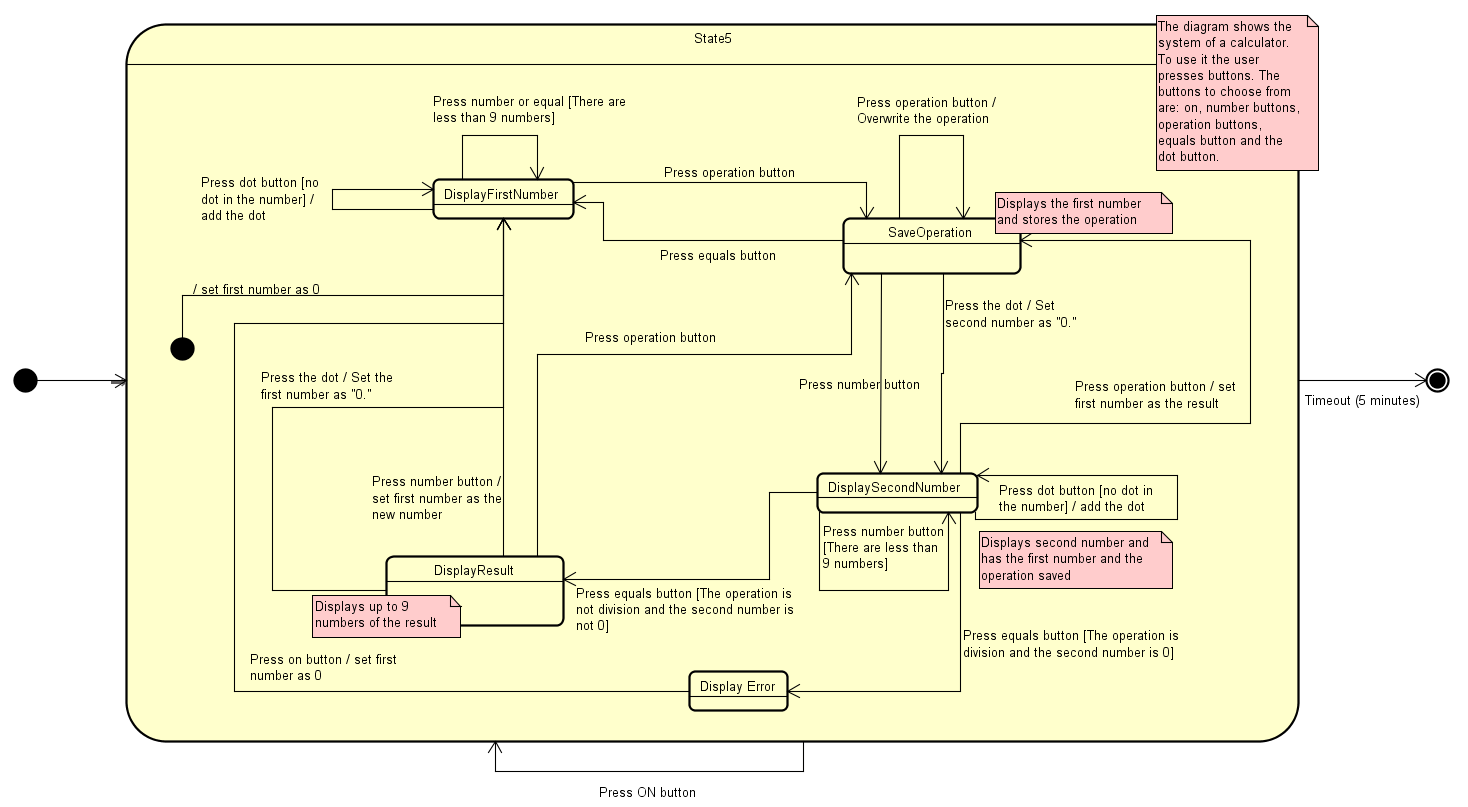 State5
The diagram shows the
system of a calculator.
To use it the user
presses buttons. The
buttons to choose from
are: on, number buttons,
operation buttons,
equals button and the
dot button.
Press number or equal [There are
less than 9 numbers]
Press operation button /
Overwrite the operation
Press dot button [no
dot in the number] /
add the dot
DisplayFirstNumber
Press operation button
Displays the first number
and stores the operation
SaveOperation
Press equals button
/ set first number as 0
Press the dot / Set
second number as "0."
Press operation button
Press the dot / Set the
first number as "0."
Press number button
Press operation button / set
first number as the result
Timeout (5 minutes)
Press number button /
set first number as the
new number
DisplaySecondNumber
Press dot button [no dot in
the number] / add the dot
Press number button
[There are less than
9 numbers]
Displays second number and
has the first number and the
operation saved
DisplayResult
Displays up to 9
numbers of the result
Press equals button [The operation is
not division and the second number is
not 0]
Press equals button [The operation is
division and the second number is 0]
Press on button / set first
number as 0
Display Error
Press ON button